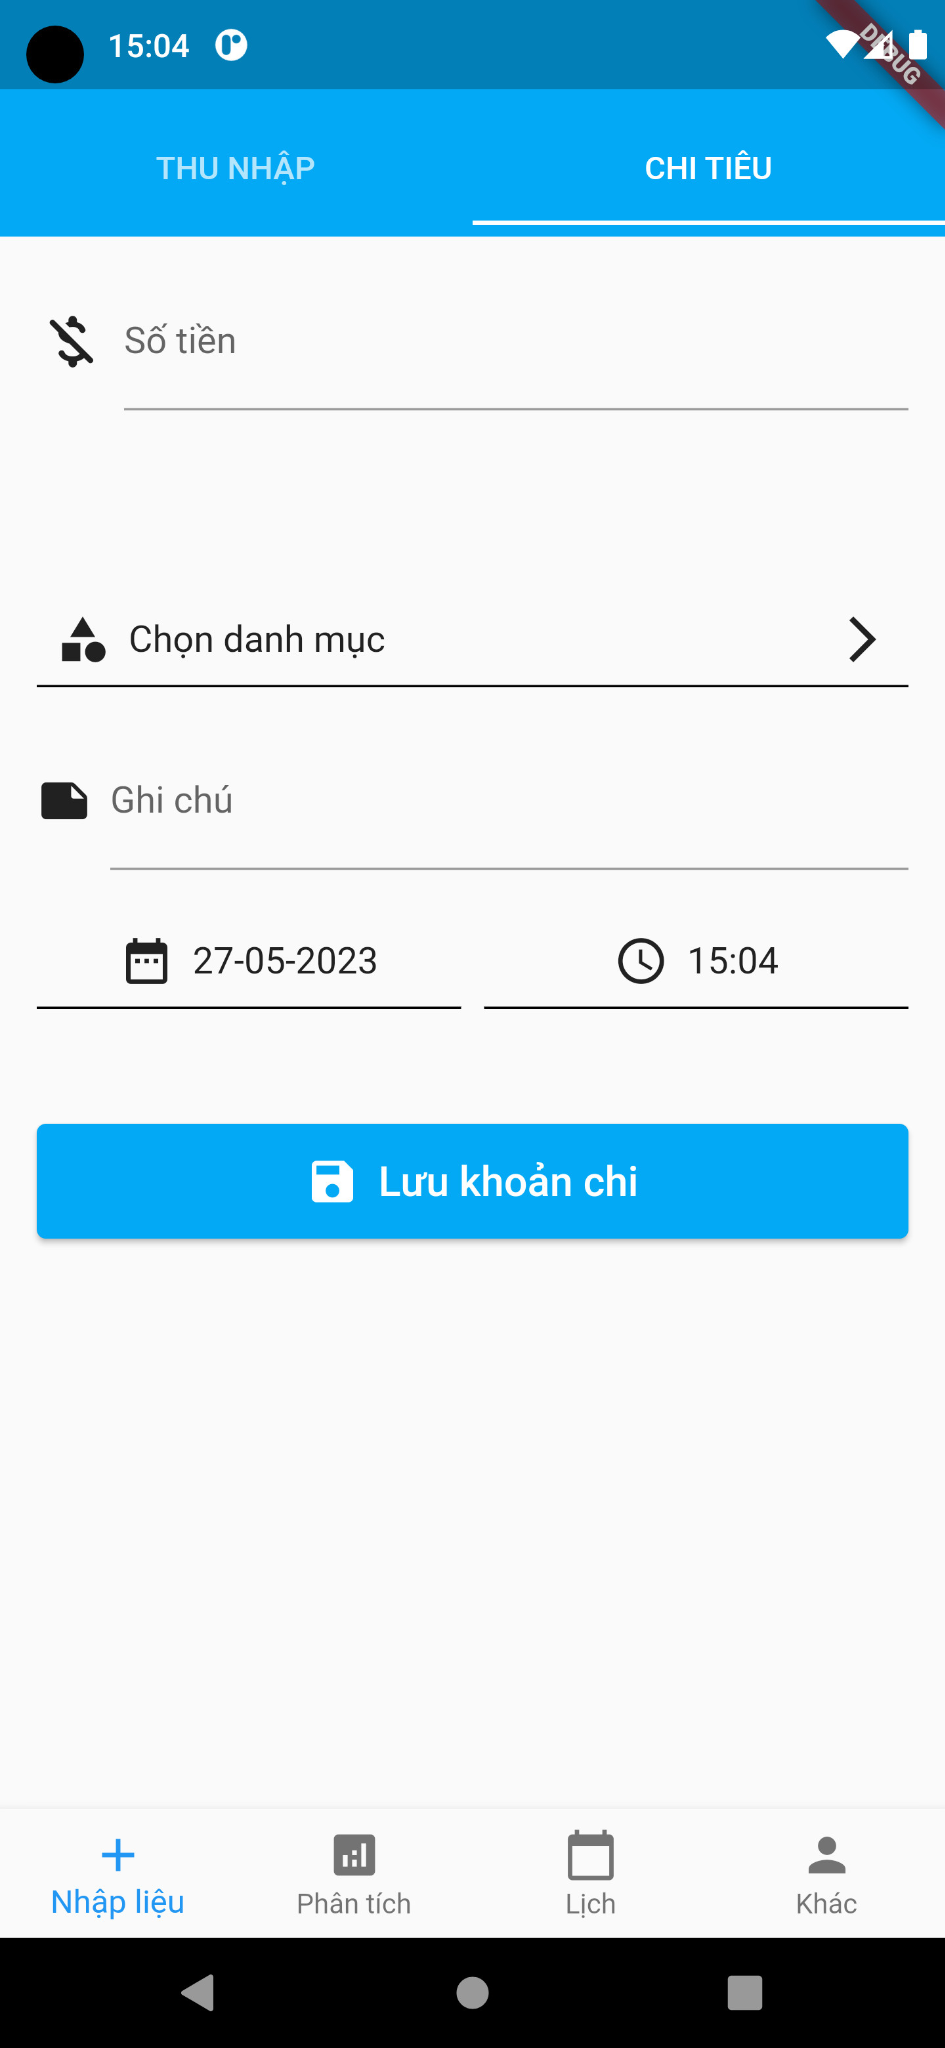 15:04
DEBUG
THU NHẬP
CHI TIÊU
Số tiền
Chọn danh mục
Ghi chú
27-05-2023
15:04
Lưu khoản chi
Nhập liệu
Phân tích
Lịch
Khác